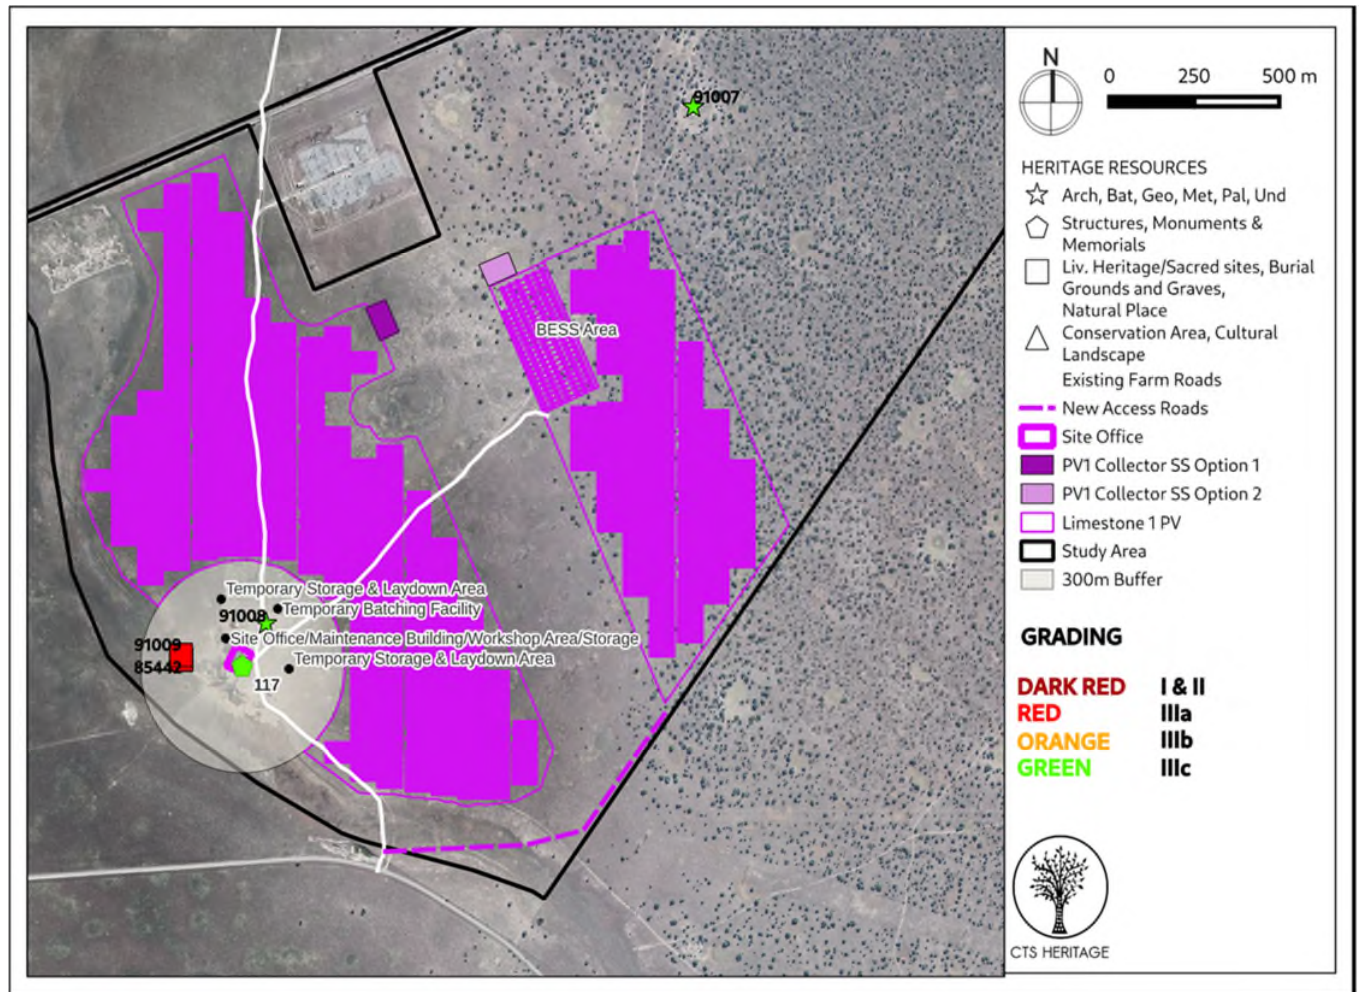 91007
BESS Area
Temporary Storage & Laydown Area
Temporary Batching Facility
91008
Site Office/Maintenance Building/Workshop Area/Storage
91009
Temporary Storage & Laydown Area
85442
117
N
0 250 500 m
HERITAGE RESOURCES
Arch, Bat, Geo, Met, Pal, Und
Structures, Monuments &
Memorials
Liv. Heritage/Sacred sites, Burial
Grounds and Graves,
Natural Place
Conservation Area, Cultural
Landscape
Existing Farm Roads
New Access Roads
Site Office
PV1 Collector SS Option 1
PV1 Collector SS Option 2
Limestone 1 PV
Study Area
300m Buffer
GRADING
DARK RED I & II
RED IIIa
ORANGE IIIb
GREEN IIIc
CTS HERITAGE